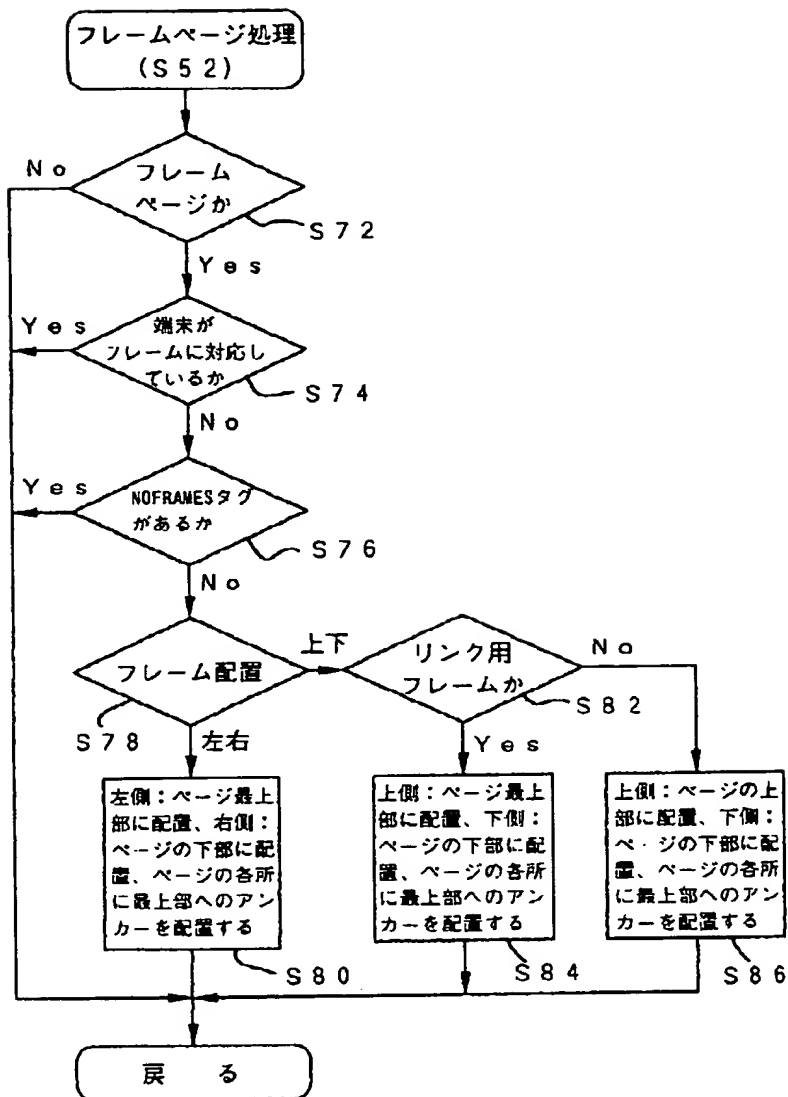 フレームページ処理
(S52)
No
フレーム
ページか
S72
Yes
Yes
端末が
フレームに対応し
ているか
S74
No
Yes
NOFRAMESタグ
があるか
S76
No
フレーム配置
上下
リンク用
フレームか
No
S82
S78
左右
Yes
左側：ページ最上
部に配置、右側：
ページの下部に配
置、ページの各所
に最上部へのアン
カーを配置する
上側：ページ最上
部に配置、下側：
ページの下部に配
置、ページの各所
に最上部へのアン
カーを配置する
上側：ページの上
部に配置、下側：
ページの下部に配
置、ページの各所
に最上部へのアン
カーを配置する
S80
S84
S86
戻る